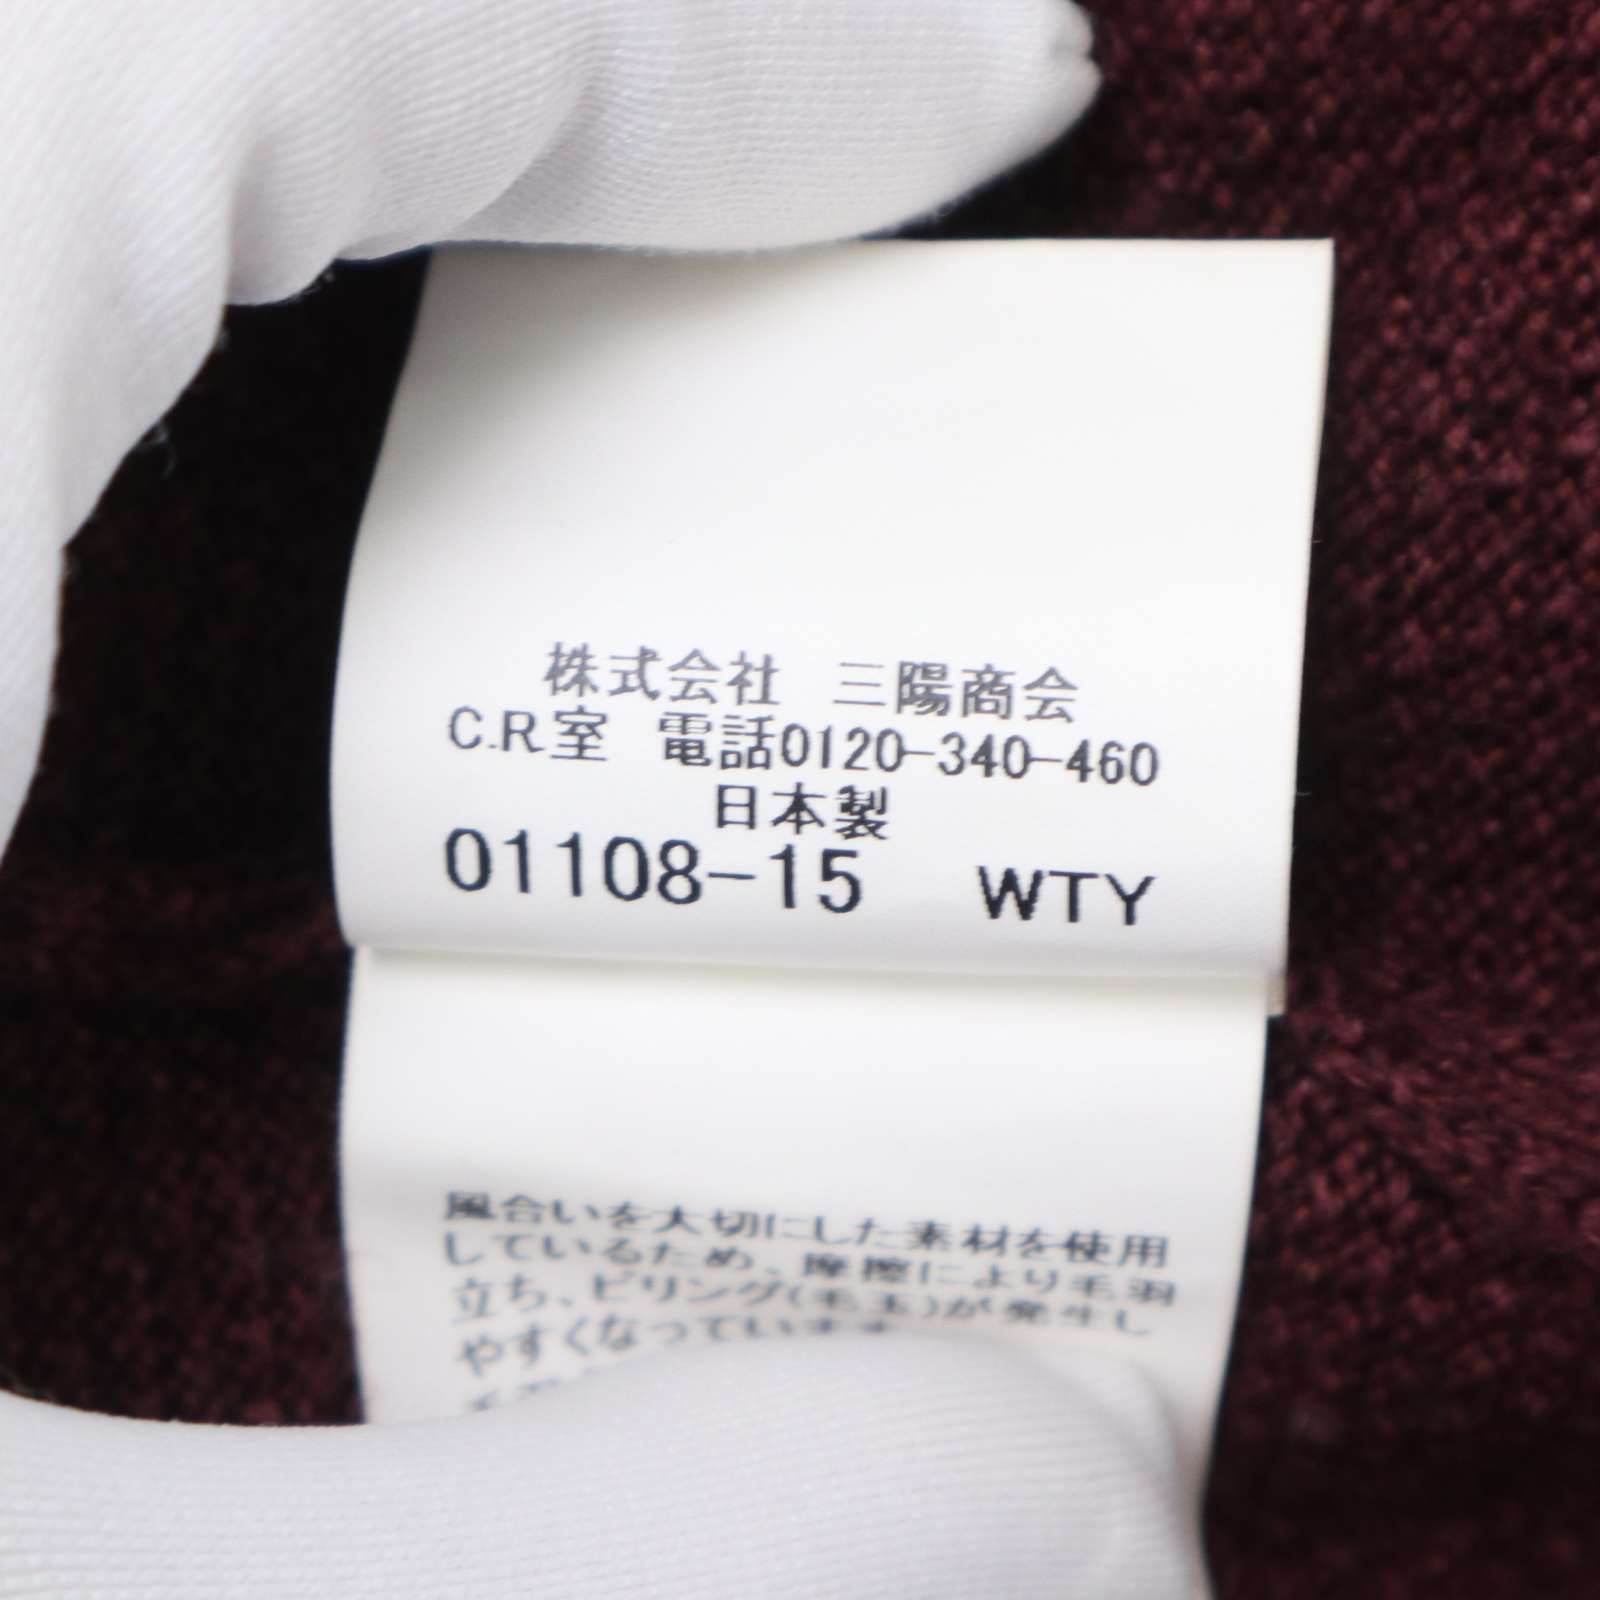 株式会社 三陽商会
C.R.室 電話0120-340-460
日本製
01108-15 WTY
風合いを大切にした素材を使用
しているため、摩擦により毛羽
立ち、ピリング(毛玉)が発生し
やすくなっています